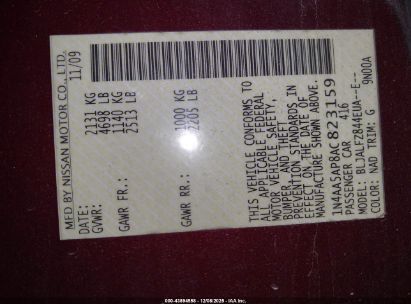 MFD BY NISSAN MOTOR CO., LTD.
DATE: 11/09
GVWR: 2131 KG
4698 LB
GAWR FR.: 1140 KG
2513 LB
GAWR RR.: 1000 KG
2205 LB
THIS VEHICLE CONFORMS TO
ALL APPLICABLE FEDERAL
MOTOR VEHICLE SAFETY,
BUMPER, AND THEFT
PREVENTION STANDARDS IN
EFFECT ON THE DATE OF
MANUFACTURE SHOWN ABOVE.
1N4AA5AP8AC823159
PASSENGER CAR 416
MODEL: BLJALF2844EUA--E--
COLOR: NAD TRIM: G 9N00A
000-43894598 - 12/08/2025 - IAA, Inc.